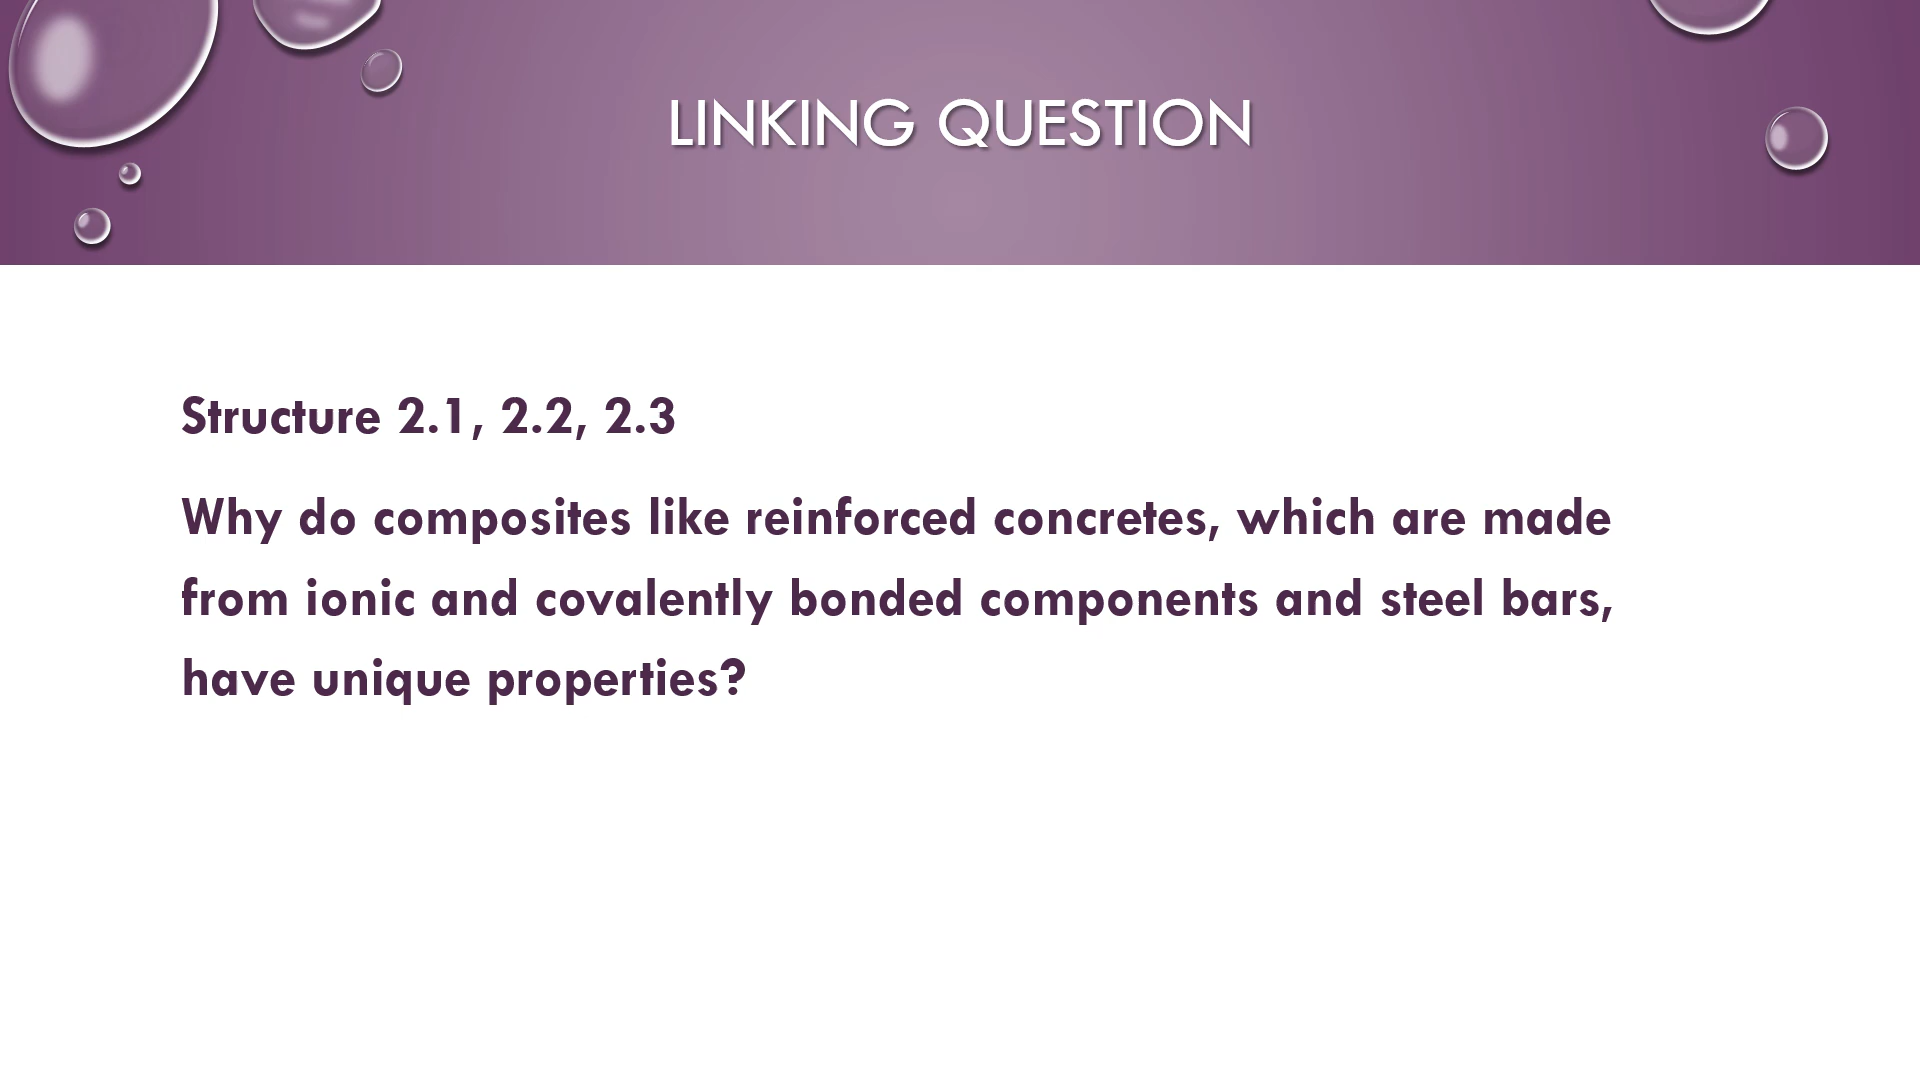 LINKING QUESTION
Structure 2.1, 2.2, 2.3
Why do composites like reinforced concretes, which are made
from ionic and covalently bonded components and steel bars,
have unique properties?